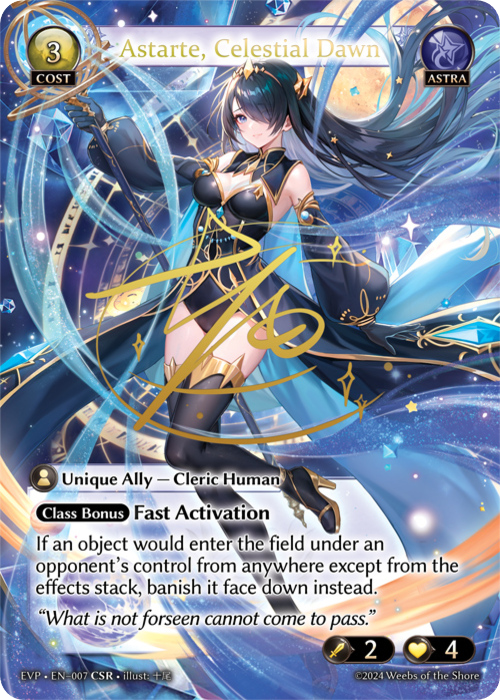 3 Astarte, Celestial Dawn
COST ASTRA
Unique Ally — Cleric Human
Class Bonus Fast Activation
If an object would enter the field under an
opponent's control from anywhere except from the
effects stack, banish it face down instead.
“What is not forseen cannot come to pass.”
2 4
EVP • EN-007 CSR • illust: 十尾 ©2024 Weebs of the Shore